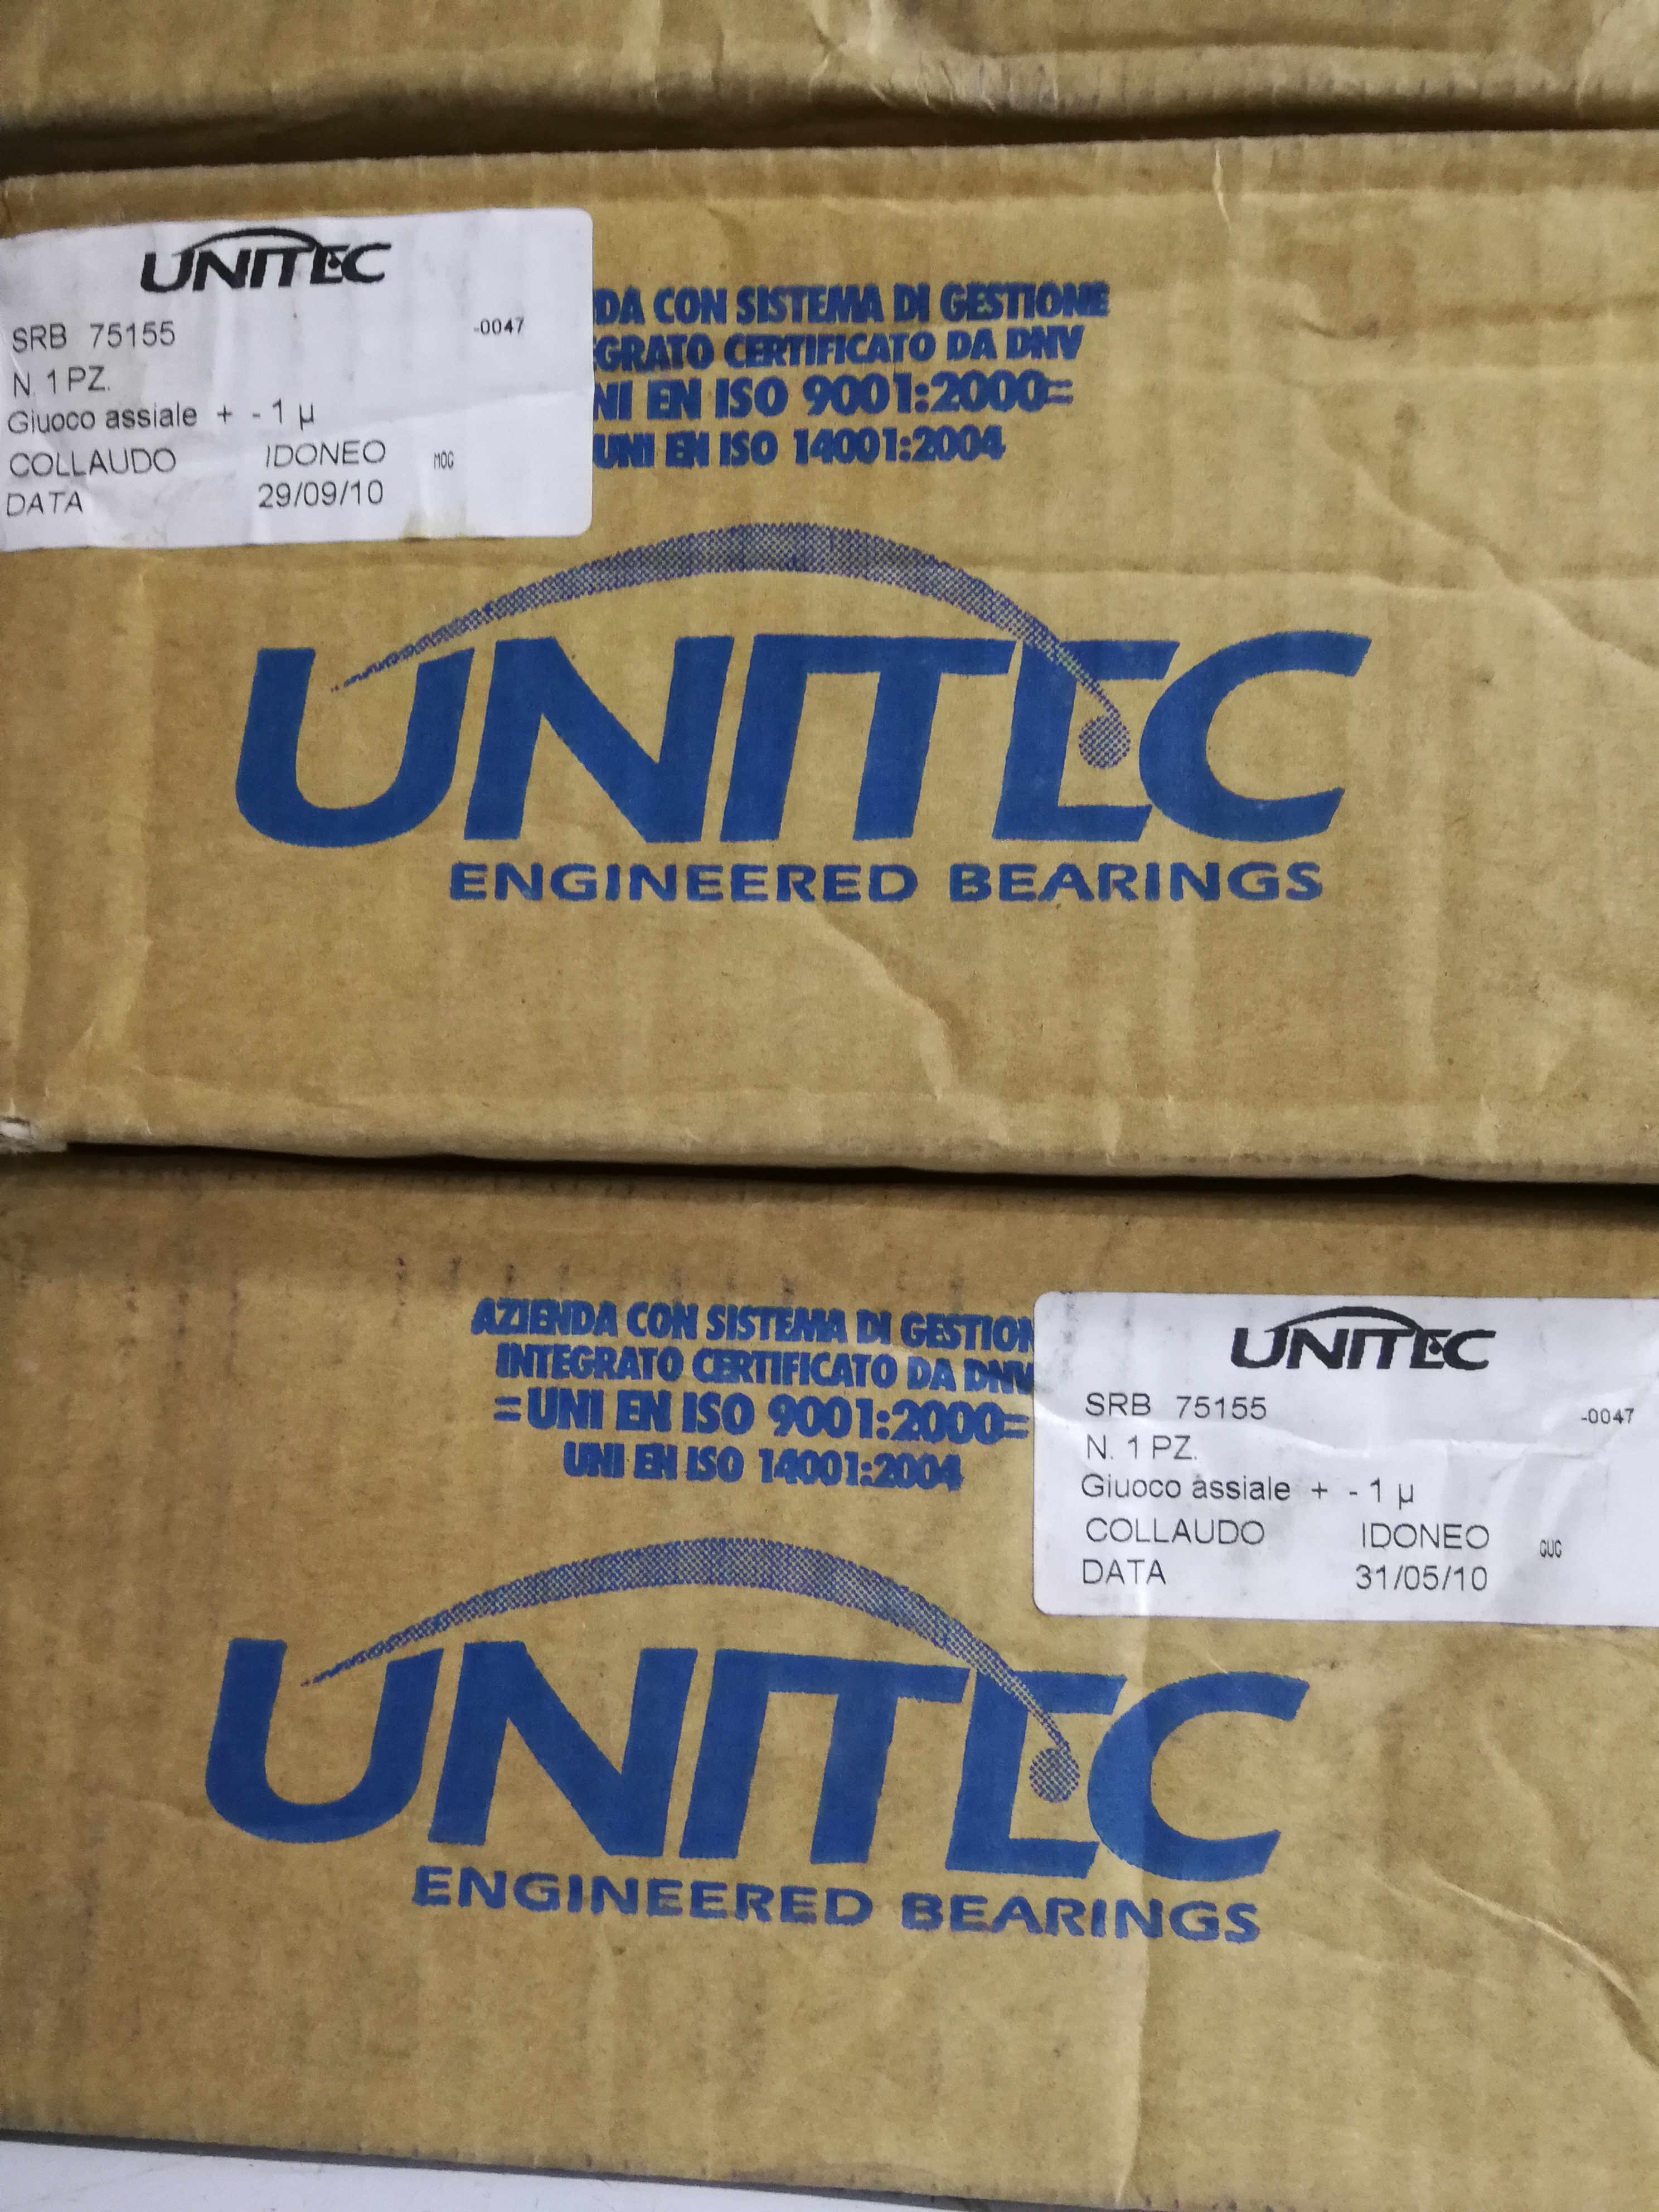 UNITEC
SRB 75155 -0047
N. 1 PZ.
Giuoco assiale + - 1 µ
COLLAUDO IDONEO MOG
DATA 29/09/10
DA CON SISTEMA DI GESTIONE
GRATO CERTIFICATO DA DNV
NI EN ISO 9001:2000=
UNI EN ISO 14001:2004
UNITEC
ENGINEERED BEARINGS
AZIENDA CON SISTEMA DI GESTION
INTEGRATO CERTIFICATO DA DNV
=UNI EN ISO 9001:2000=
UNI EN ISO 14001:2004
UNITEC
SRB 75155 -0047
N. 1 PZ.
Giuoco assiale + - 1 µ
COLLAUDO IDONEO GUG
DATA 31/05/10
UNITEC
ENGINEERED BEARINGS